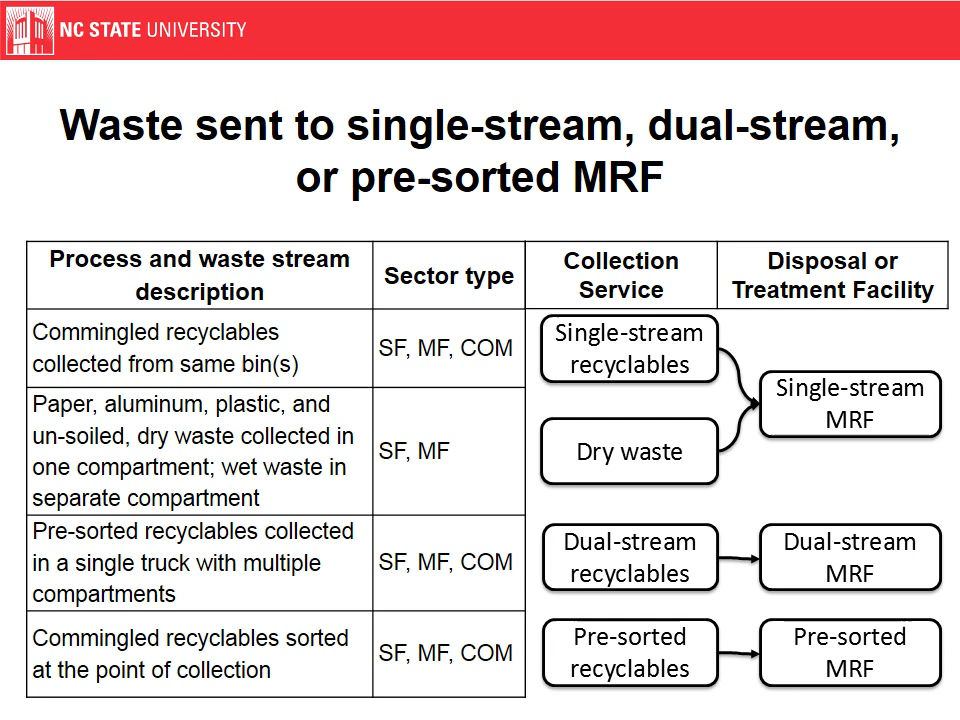 NC STATE UNIVERSITY
Waste sent to single-stream, dual-stream,
or pre-sorted MRF
Process and waste stream
description
Sector type
Collection
Service
Disposal or
Treatment Facility
Commingled recyclables
collected from same bin(s)
SF, MF, COM
Single-stream
recyclables
Single-stream
MRF
Paper, aluminum, plastic, and
un-soiled, dry waste collected in
one compartment; wet waste in
separate compartment
SF, MF
Dry waste
Pre-sorted recyclables collected
in a single truck with multiple
compartments
SF, MF, COM
Dual-stream
recyclables
Dual-stream
MRF
Commingled recyclables sorted
at the point of collection
SF, MF, COM
Pre-sorted
recyclables
Pre-sorted
MRF